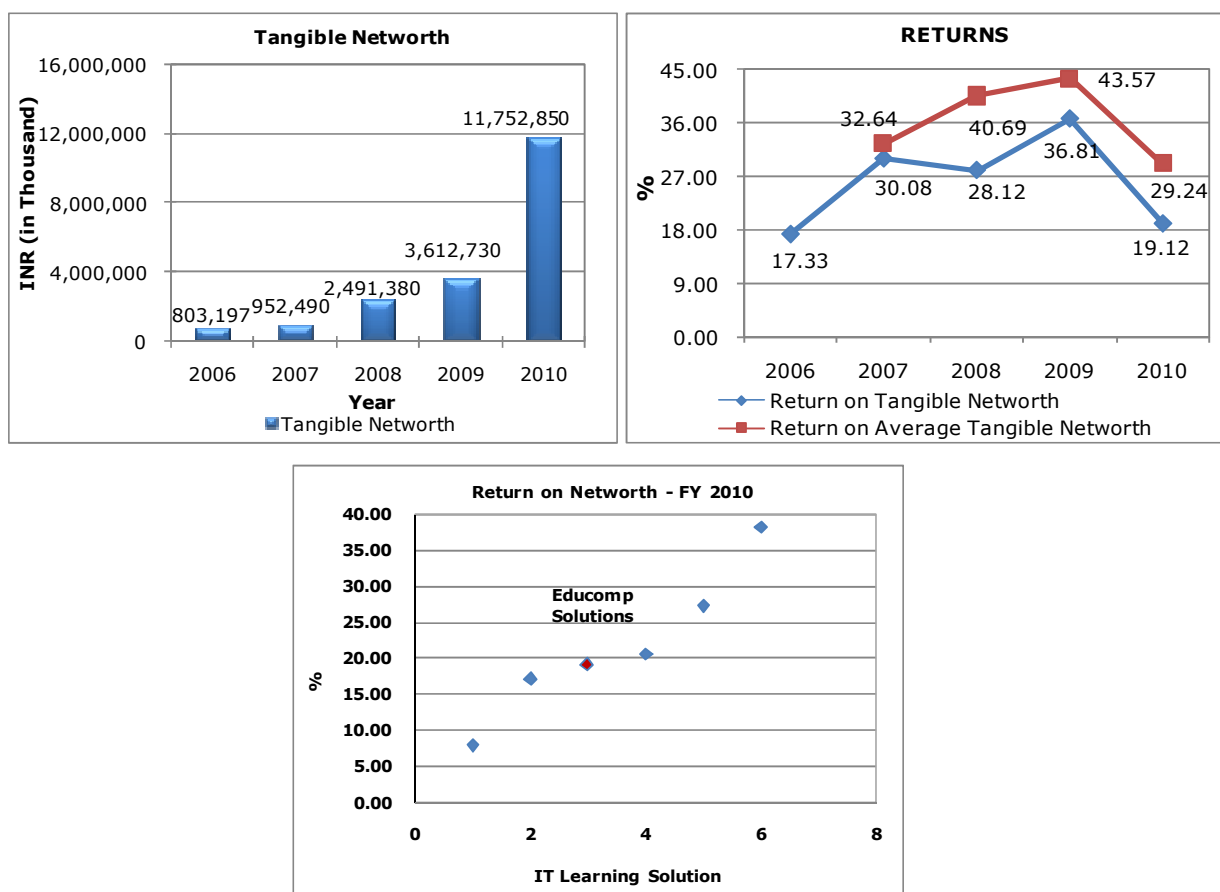 Tangible Networth
INR (in Thousand)
16,000,000
12,000,000
8,000,000
4,000,000
0
803,197
952,490
2,491,380
3,612,730
11,752,850
2006 2007 2008 2009 2010
Year
Tangible Networth
RETURNS
%
45.00
36.00
27.00
18.00
9.00
0.00
32.64
40.69
43.57
29.24
17.33
30.08
28.12
36.81
19.12
2006 2007 2008 2009 2010
Return on Tangible Networth
Return on Average Tangible Networth
Return on Networth - FY 2010
%
40.00
35.00
30.00
25.00
20.00
15.00
10.00
5.00
0.00
Educomp
Solutions
0 2 4 6 8
IT Learning Solution